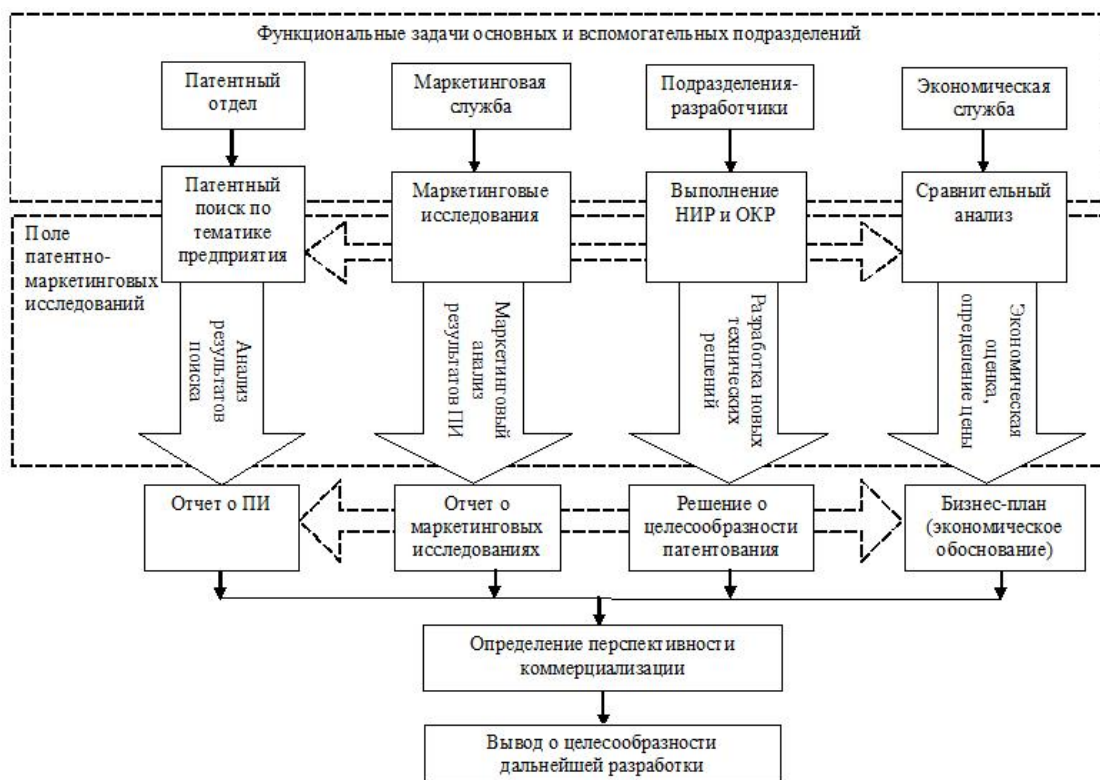 Функциональные задачи основных и вспомогательных подразделений
Патентный
отдел
Маркетинговая
служба
Подразделения-
разработчики
Экономическая
служба
Патентный
поиск по
тематике
предприятия
Маркетинговые
исследования
Выполнение
НИР и ОКР
Сравнительный
анализ
Поле
патентно-
маркетинговых
исследований
Анализ
результатов
поиска
Маркетинговый
анализ
результатов ПИ
Разработка новых
технических
решений
Экономическая
оценка,
определение цены
Отчет о ПИ
Отчет о
маркетинговых
исследованиях
Решение о
целесообразности
патентования
Бизнес-план
(экономическое
обоснование)
Определение перспективности
коммерциализации
Вывод о целесообразности
дальнейшей разработки